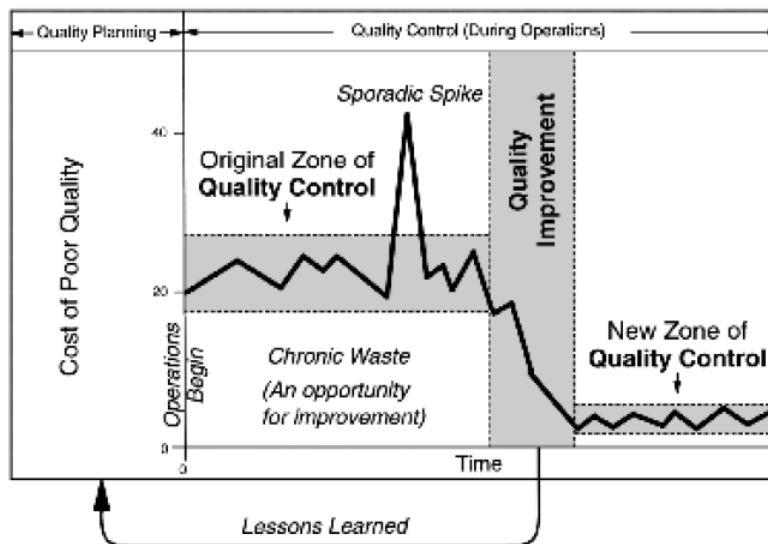 Quality Planning
Quality Control (During Operations)
Sporadic Spike
40
Original Zone of
Quality Control
Quality
Improvement
Cost of Poor Quality
20
Operations
Begin
Chronic Waste
(An opportunity
for improvement)
New Zone of
Quality Control
0
0
Time
Lessons Learned